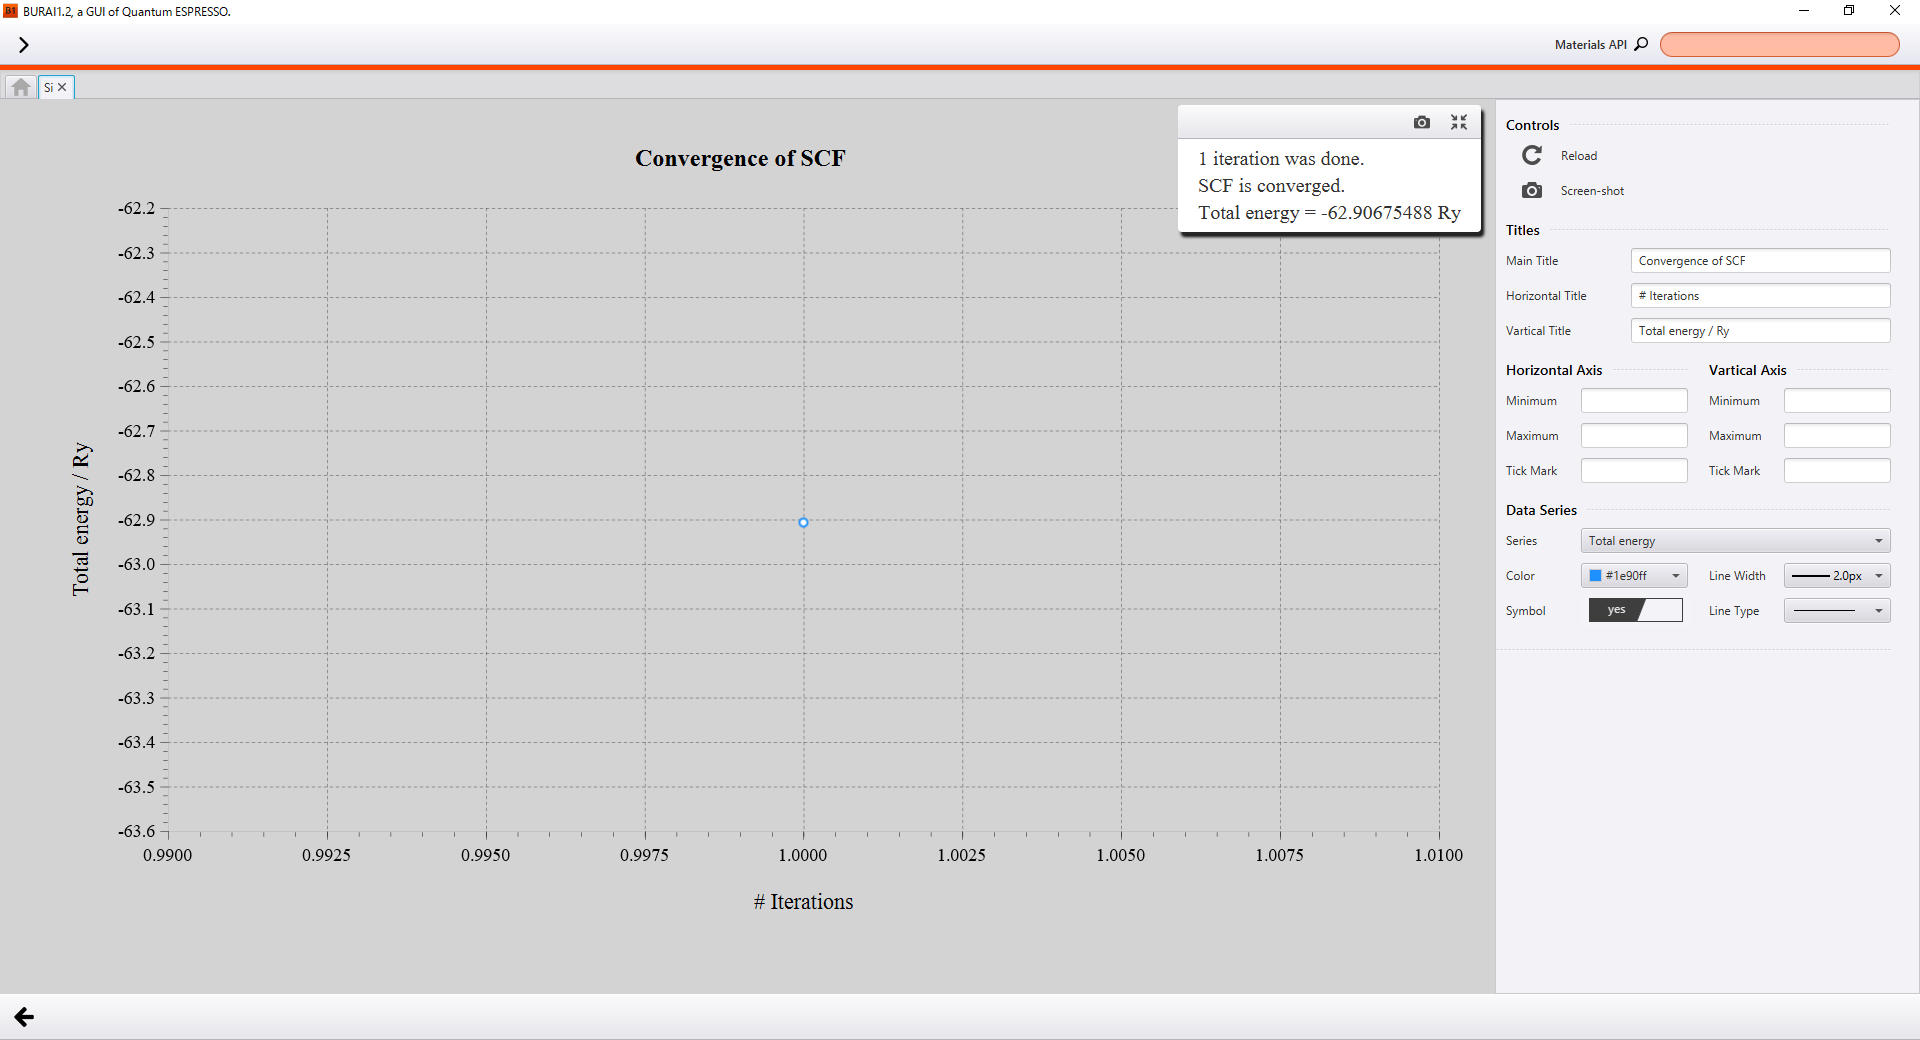 BURAI1.2, a GUI of Quantum ESPRESSO.
Materials API
Si
Convergence of SCF
1 iteration was done.
SCF is converged.
Total energy = -62.90675488 Ry
-62.2
-62.3
-62.4
-62.5
-62.6
-62.7
-62.8
-62.9
-63.0
-63.1
-63.2
-63.3
-63.4
-63.5
-63.6
Total energy / Ry
0.9900 0.9925 0.9950 0.9975 1.0000 1.0025 1.0050 1.0075 1.0100
# Iterations
Controls
Reload
Screen-shot
Titles
Main Title Convergence of SCF
Horizontal Title # Iterations
Vartical Title Total energy / Ry
Horizontal Axis Vartical Axis
Minimum Minimum
Maximum Maximum
Tick Mark Tick Mark
Data Series
Series Total energy
Color #1e90ff Line Width 2.0px
Symbol yes Line Type